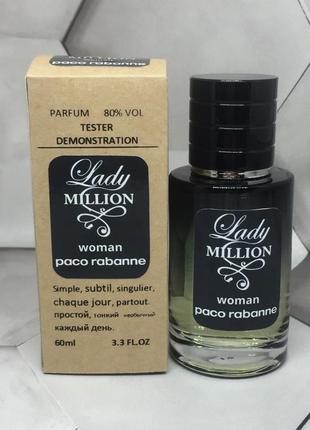 PARFUM 80% VOL
TESTER
DEMONSTRATION
Lady
MILLION
woman
paco rabanne
Simple, subtil, singulier,
chaque jour, partout.
простой, тонкий необычный
каждый день.
60ml 3.3 FL.OZ
Lady
MILLION
woman
paco rabanne